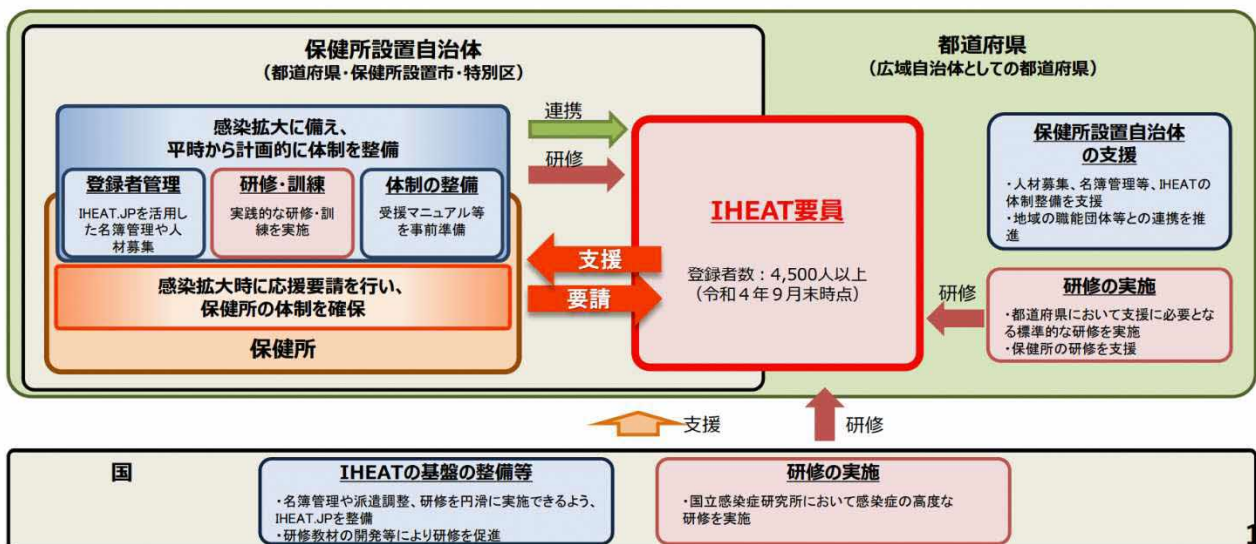 保健所設置自治体
(都道府県・保健所設置市・特別区)
感染拡大に備え、
平時から計画的に体制を整備
登録者管理
IHEAT.JPを活用し
た名簿管理や人
材募集
研修・訓練
実践的な研修・訓
練を実施
体制の整備
受援マニュアル等
を事前準備
感染拡大時に応援要請を行い、
保健所の体制を確保
保健所
連携
研修
支援
要請
IHEAT要員
登録者数：4,500人以上
（令和４年９月末時点）
都道府県
（広域自治体としての都道府県）
保健所設置自治体
の支援
・人材募集、名簿管理等、IHEATの
体制整備を支援
・地域の職能団体等との連携を推
進
研修
研修の実施
・都道府県において支援に必要とな
る標準的な研修を実施
・保健所の研修を支援
支援
研修
国
IHEATの基盤の整備等
・名簿管理や派遣調整、研修を円滑に実施できるよう、
IHEAT.JPを整備
・研修教材の開発等により研修を促進
研修の実施
・国立感染症研究所において感染症の高度な
研修を実施
1